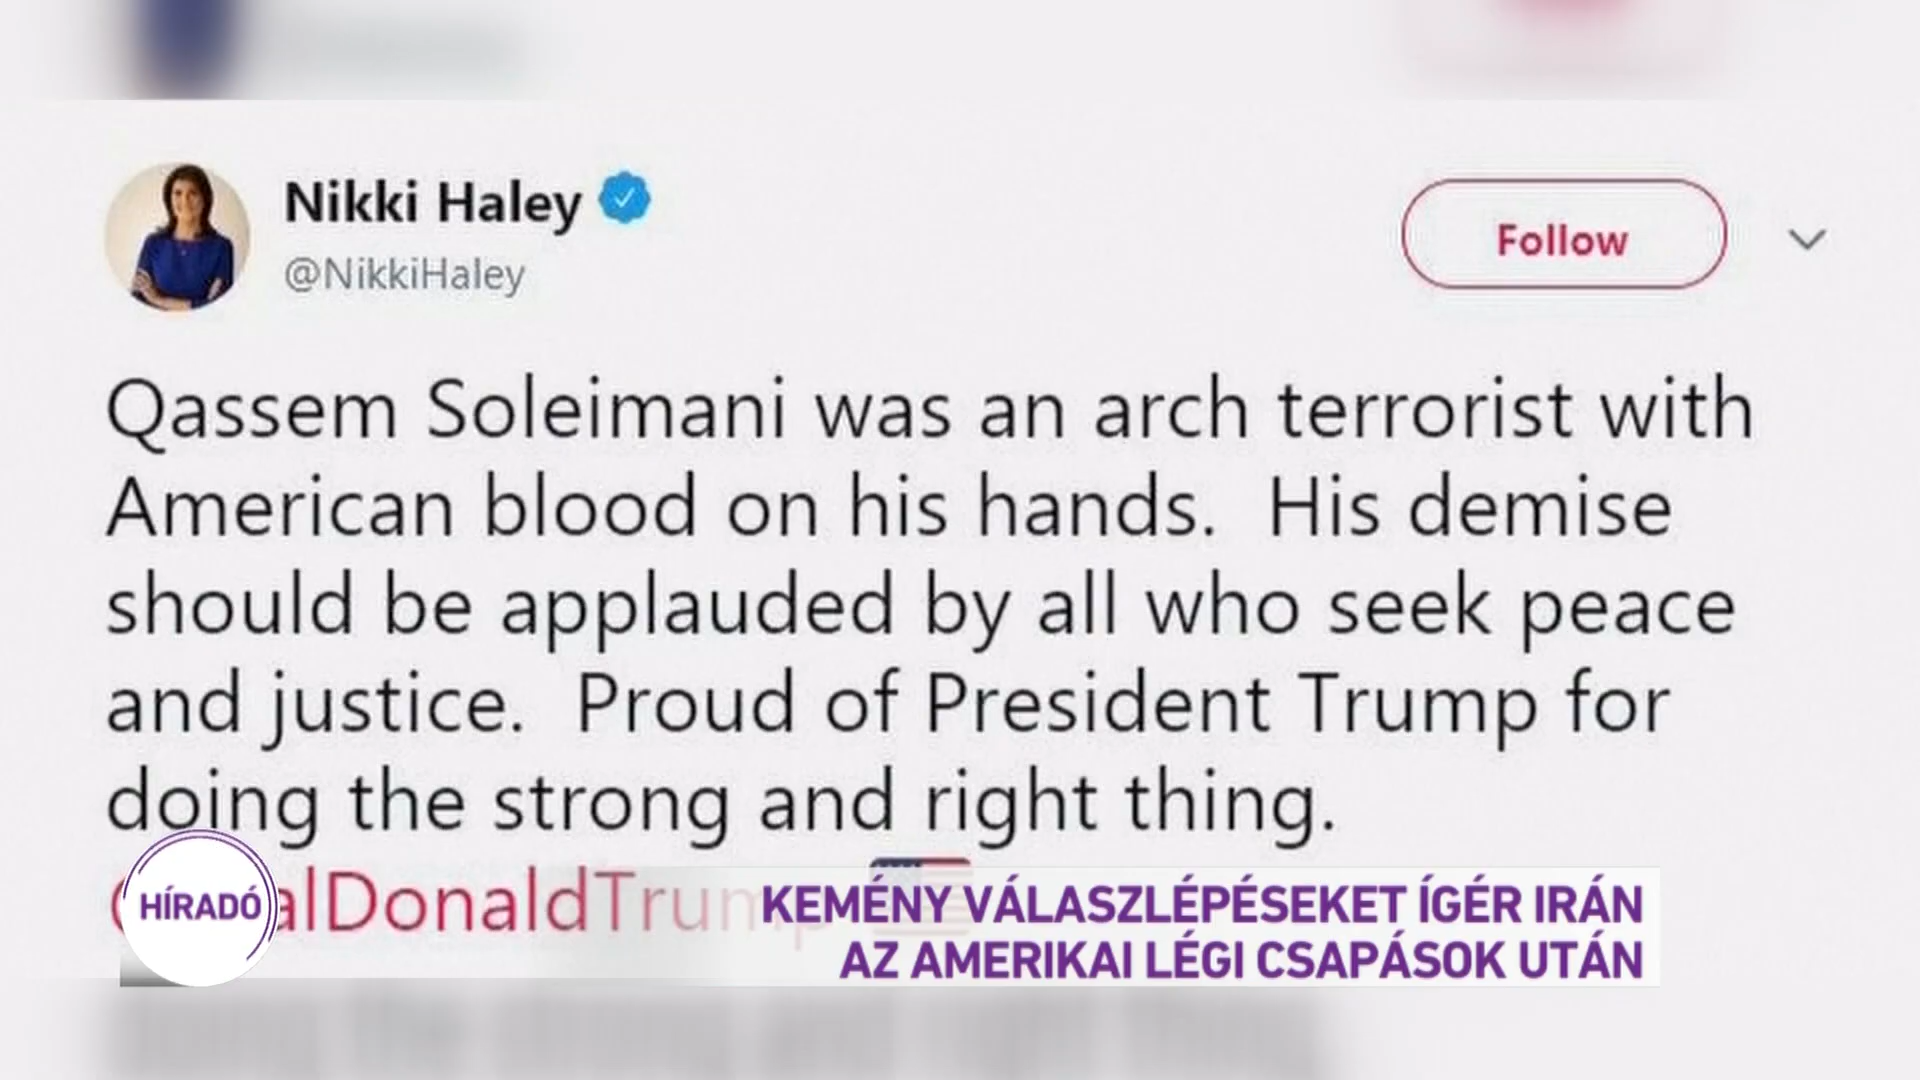 Nikki Haley
@NikkiHaley
Follow
Qassem Soleimani was an arch terrorist with
American blood on his hands.  His demise
should be applauded by all who seek peace
and justice.  Proud of President Trump for
doing the strong and right thing.
HÍRADÓ
KEMÉNY VÁLASZLÉPÉSEKET ÍGÉR IRÁN
AZ AMERIKAI LÉGI CSAPÁSOK UTÁN